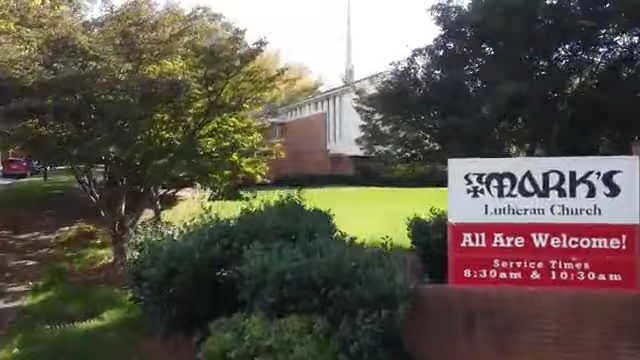 St. MARK'S
Lutheran Church
All Are Welcome!
Service Times
8:30am & 10:30am